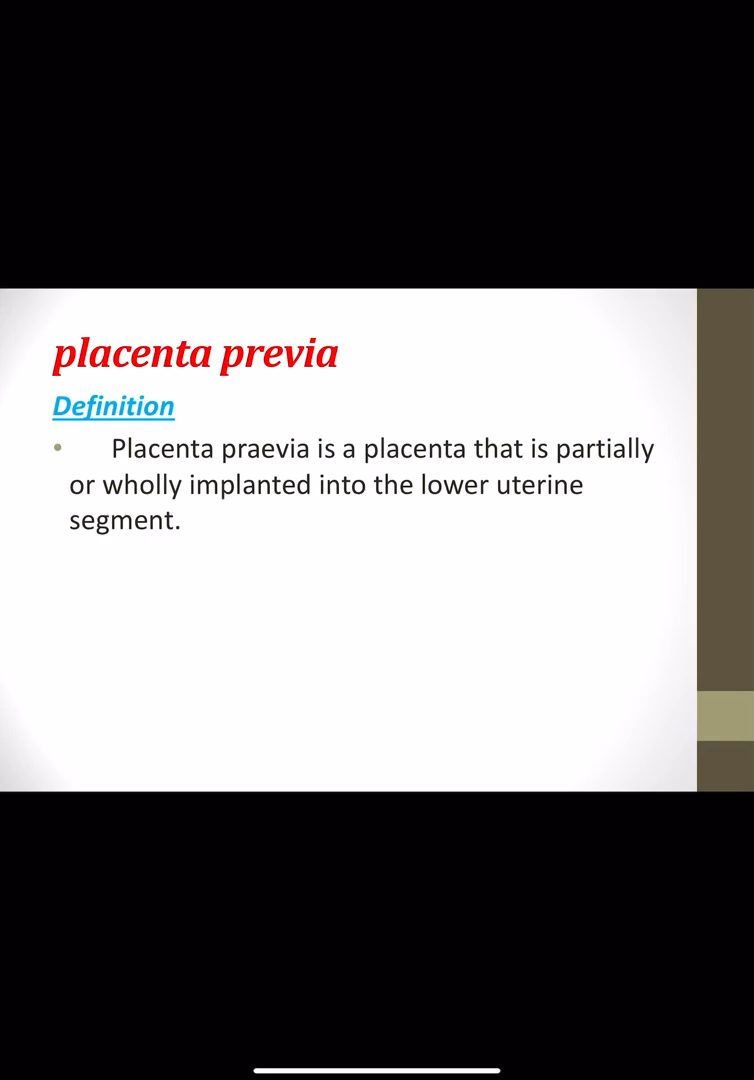 placenta previa
Definition
• Placenta praevia is a placenta that is partially
or wholly implanted into the lower uterine
segment.